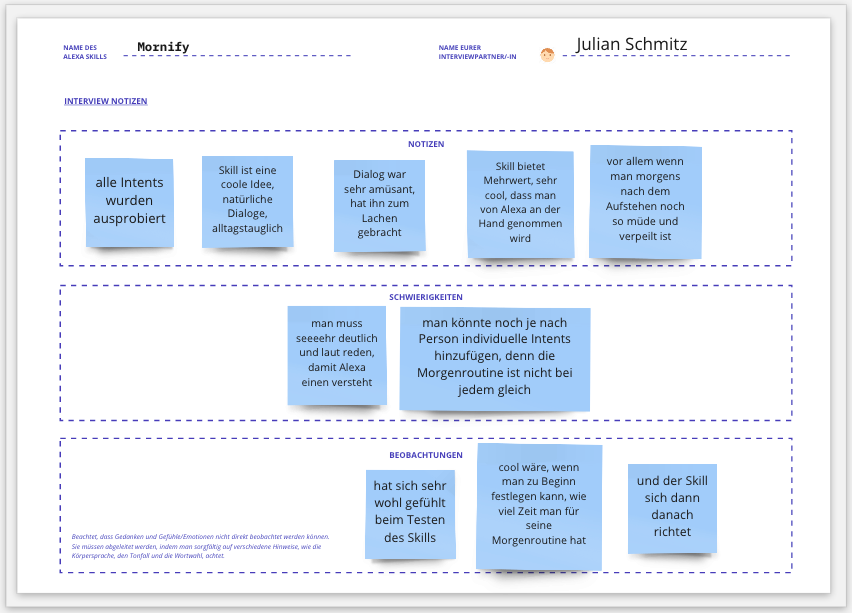 NAME DES
ALEXA SKILLS
Mornify
NAME EURER
INTERVIEWPARTNER/-IN
Julian Schmitz
INTERVIEW NOTIZEN
NOTIZEN
alle Intents
wurden
ausprobiert
Skill ist eine
coole Idee,
natürliche
Dialoge,
alltagstauglich
Dialog war
sehr amüsant,
hat ihn zum
Lachen
gebracht
Skill bietet
Mehrwert, sehr
cool, dass man
von Alexa an der
Hand genommen
wird
vor allem wenn
man morgens
nach dem
Aufstehen noch
so müde und
verpeilt ist
SCHWIERIGKEITEN
man muss
seeeehr deutlich
und laut reden,
damit Alexa
einen versteht
man könnte noch je nach
Person individuelle Intents
hinzufügen, denn die
Morgenroutine ist nicht bei
jedem gleich
BEOBACHTUNGEN
hat sich sehr
wohl gefühlt
beim Testen
des Skills
cool wäre, wenn
man zu Beginn
festlegen kann, wie
viel Zeit man für
seine
Morgenroutine hat
und der Skill
sich dann
danach
richtet
Beachtet, dass Gedanken und Gefühle/Emotionen nicht direkt beobachtet werden können.
Sie müssen abgeleitet werden, indem man sorgfältig auf verschiedene Hinweise, wie die
Körpersprache, den Tonfall und die Wortwahl, achtet.